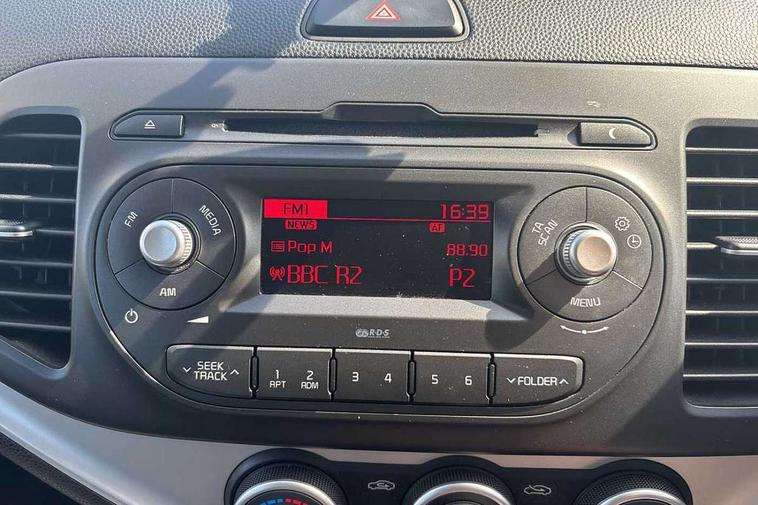 FM1 16:39
NEWS AF
Pop M 88.90
BBC R2 P2
FM
MEDIA
AM
TA
SCAN
MENU
R·D·S
SEEK
TRACK
1
RPT
2
RDM
3 4
5 6
FOLDER